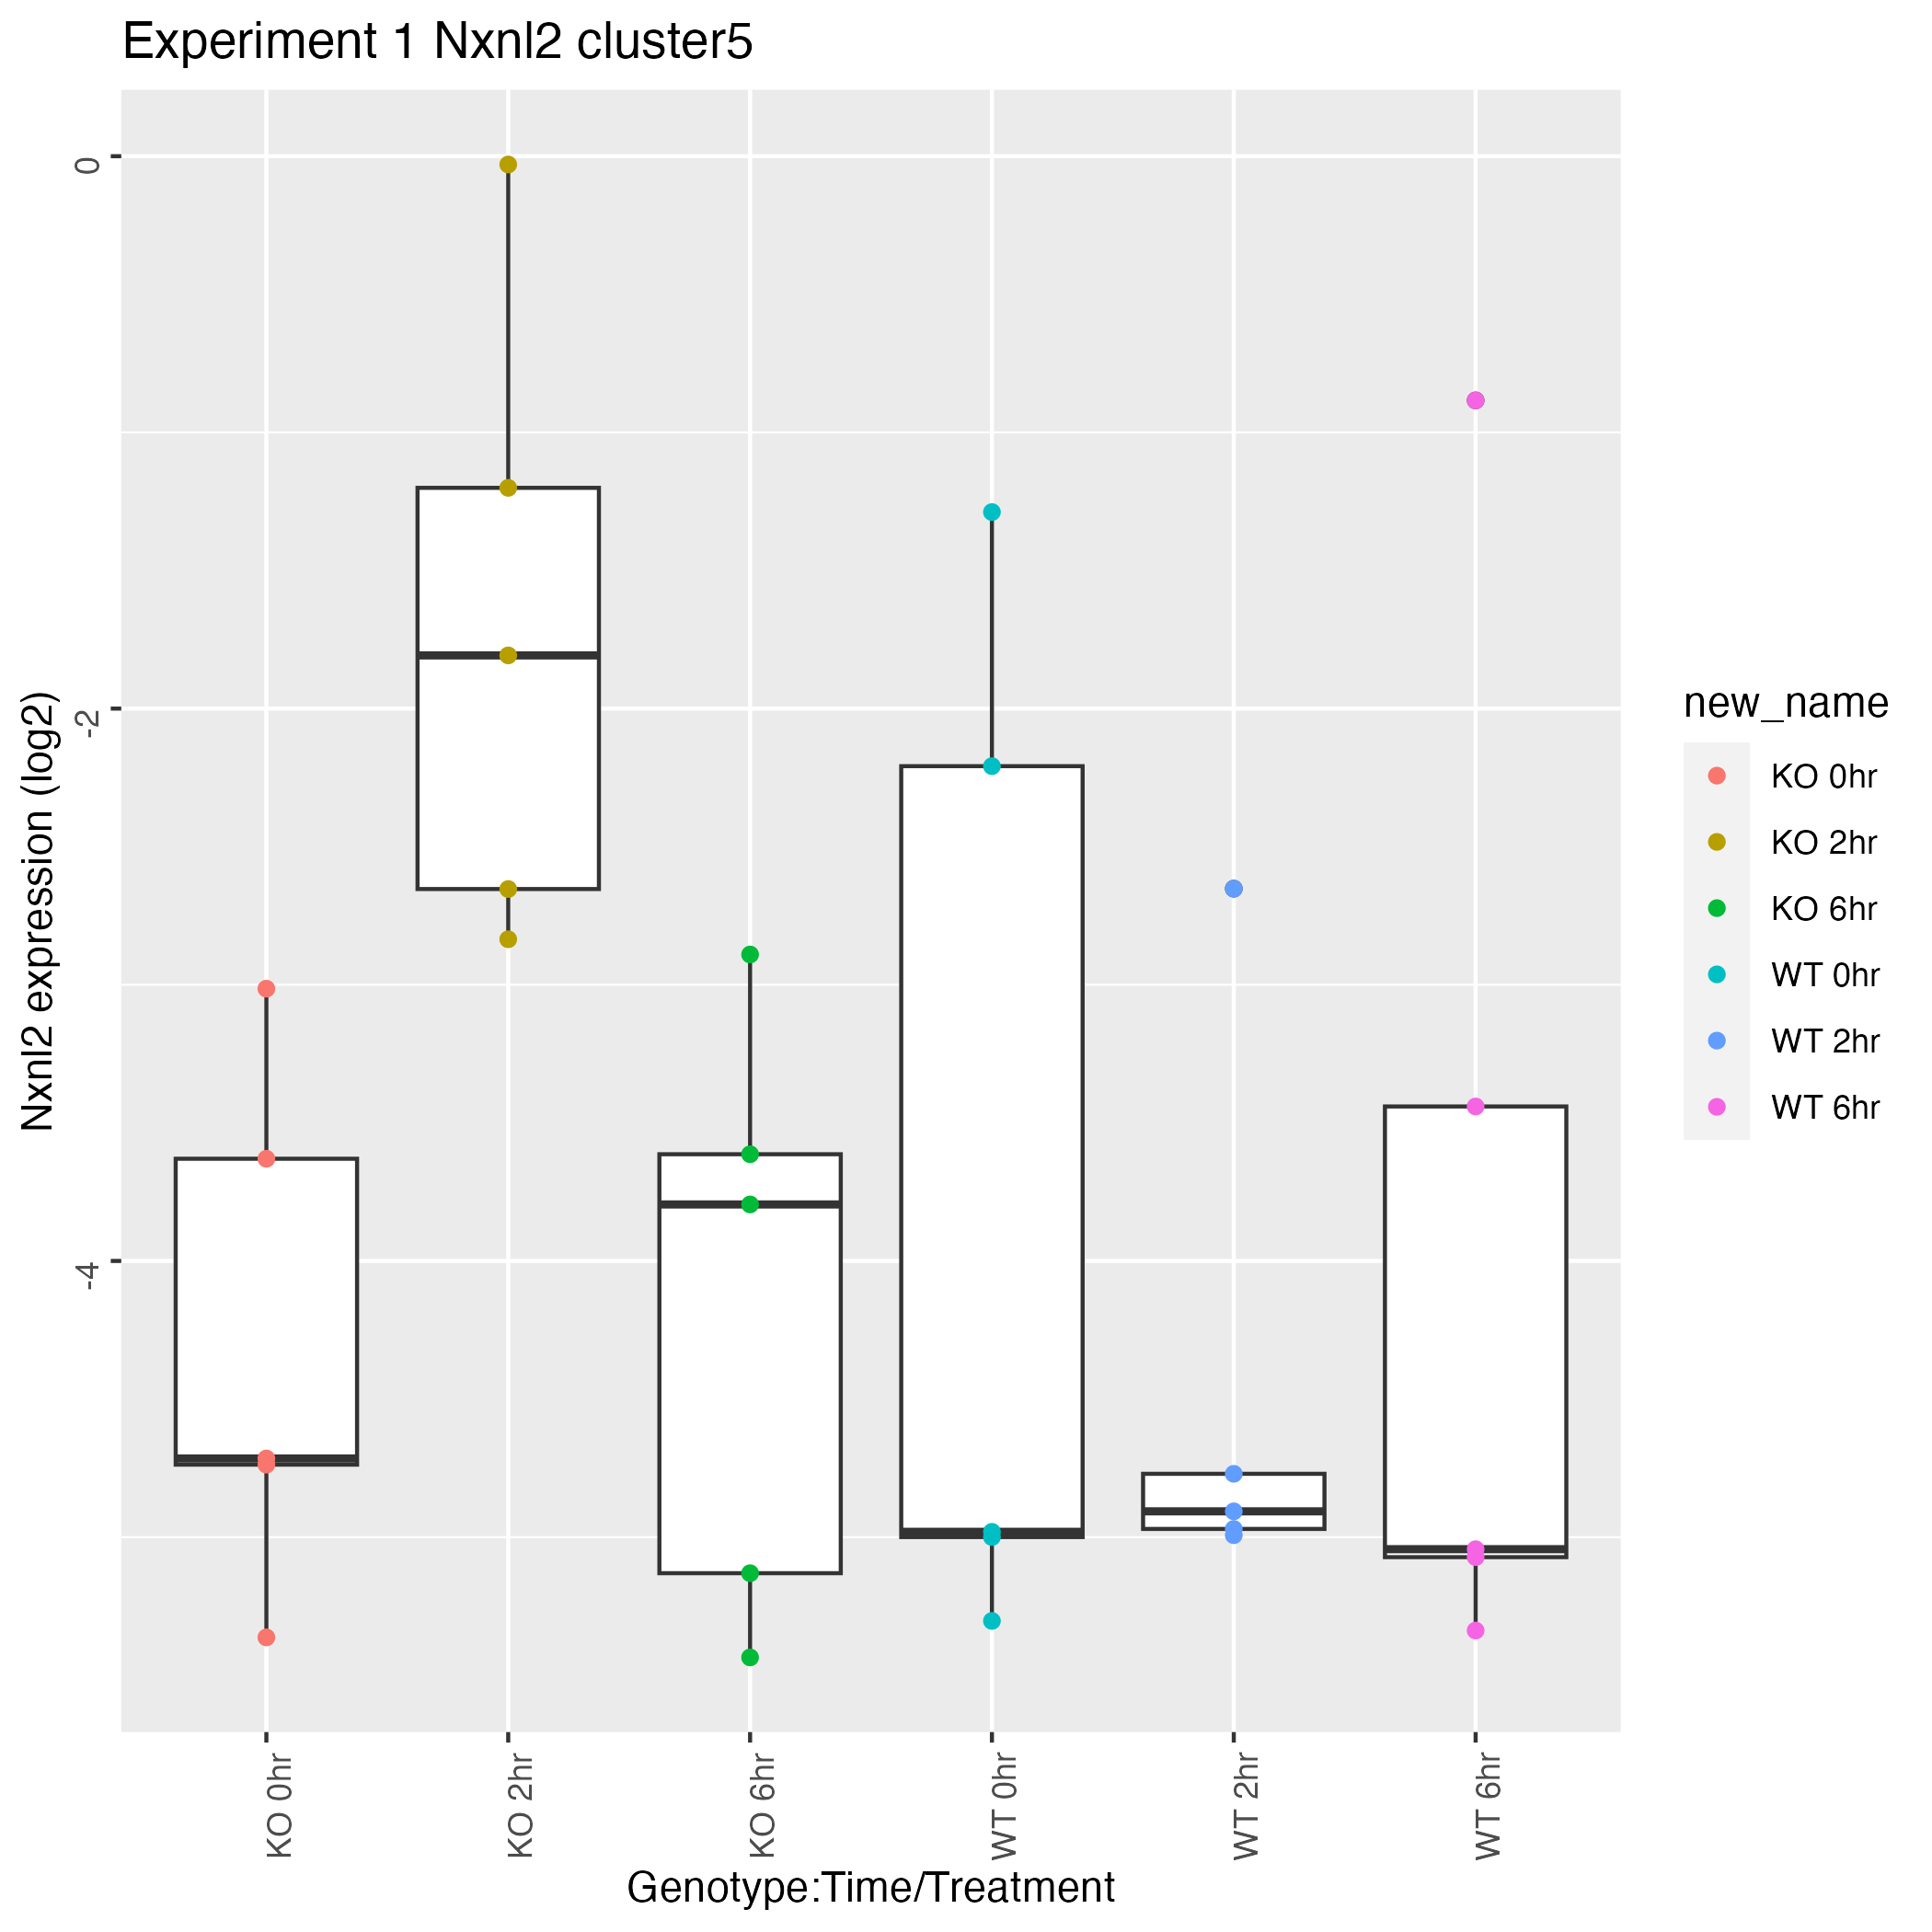 Experiment 1 Nxnl2 cluster5
Nxnl2 expression (log2)
0
-2
-4
KO 0hr
KO 2hr
KO 6hr
WT 0hr
WT 2hr
WT 6hr
Genotype:Time/Treatment
new_name
KO 0hr
KO 2hr
KO 6hr
WT 0hr
WT 2hr
WT 6hr